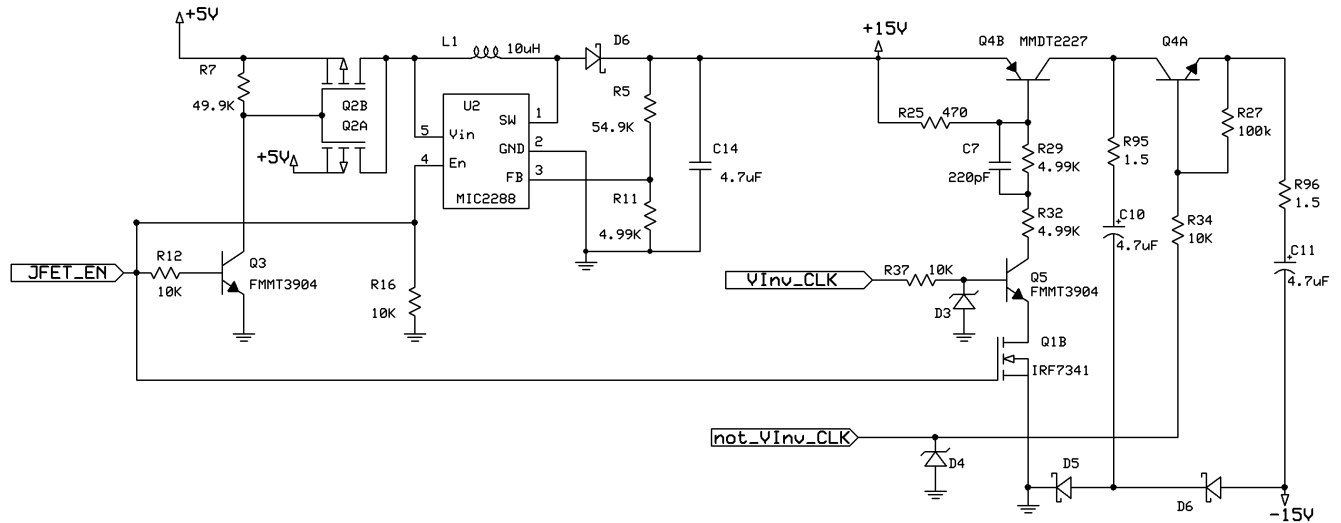 +5V
R7
49.9K
Q2B
Q2A
+5V
L1
10uH
D6
U2
SW
1
5
Vin
GND
2
4
En
FB
3
MIC2288
R5
54.9K
R11
4.99K
C14
4.7uF
JFET_EN
R12
10K
Q3
FMMT3904
R16
10K
+15V
Q4B
MMDT2227
Q4A
R25
470
C7
220pF
R29
4.99K
R32
4.99K
R95
1.5
C10
+
4.7uF
R27
100k
R34
10K
R96
1.5
+
C11
4.7uF
VInv_CLK
R37
10K
D3
Q5
FMMT3904
Q1B
IRF7341
not_VInv_CLK
D4
D5
D6
-15V